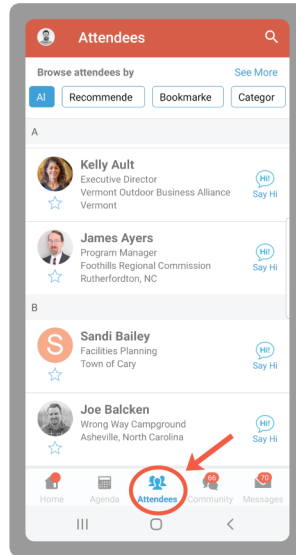 Attendees
Browse attendees by See More
Al Recommende Bookmarke Categor
A
Kelly Ault
Executive Director
Vermont Outdoor Business Alliance
Vermont
Hi!
Say Hi
James Ayers
Program Manager
Foothills Regional Commission
Rutherfordton, NC
Hi!
Say Hi
B
S
Sandi Bailey
Facilities Planning
Town of Cary
Hi!
Say Hi
Joe Balcken
Wrong Way Campground
Asheville, North Carolina
Hi!
Say Hi
66 70
Home Agenda Attendees Community Messages